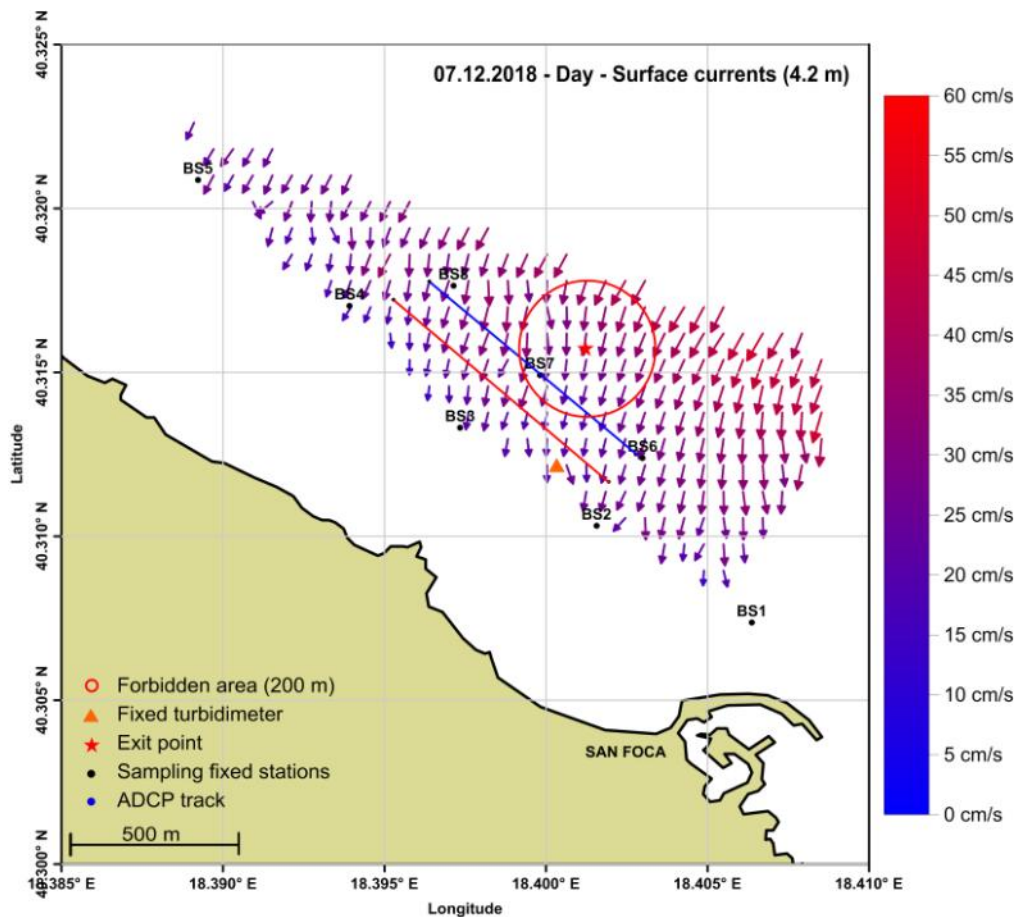 07.12.2018 - Day - Surface currents (4.2 m)
40.325° N
40.320° N
40.315° N
40.310° N
40.305° N
40.300° N
Latitude
BS5
BS8
BS4
BS7
BS3
BS6
BS2
BS1
SAN FOCA
Forbidden area (200 m)
Fixed turbidimeter
Exit point
Sampling fixed stations
ADCP track
500 m
18.385° E
18.390° E
18.395° E
18.400° E
18.405° E
18.410° E
Longitude
60 cm/s
55 cm/s
50 cm/s
45 cm/s
40 cm/s
35 cm/s
30 cm/s
25 cm/s
20 cm/s
15 cm/s
10 cm/s
5 cm/s
0 cm/s